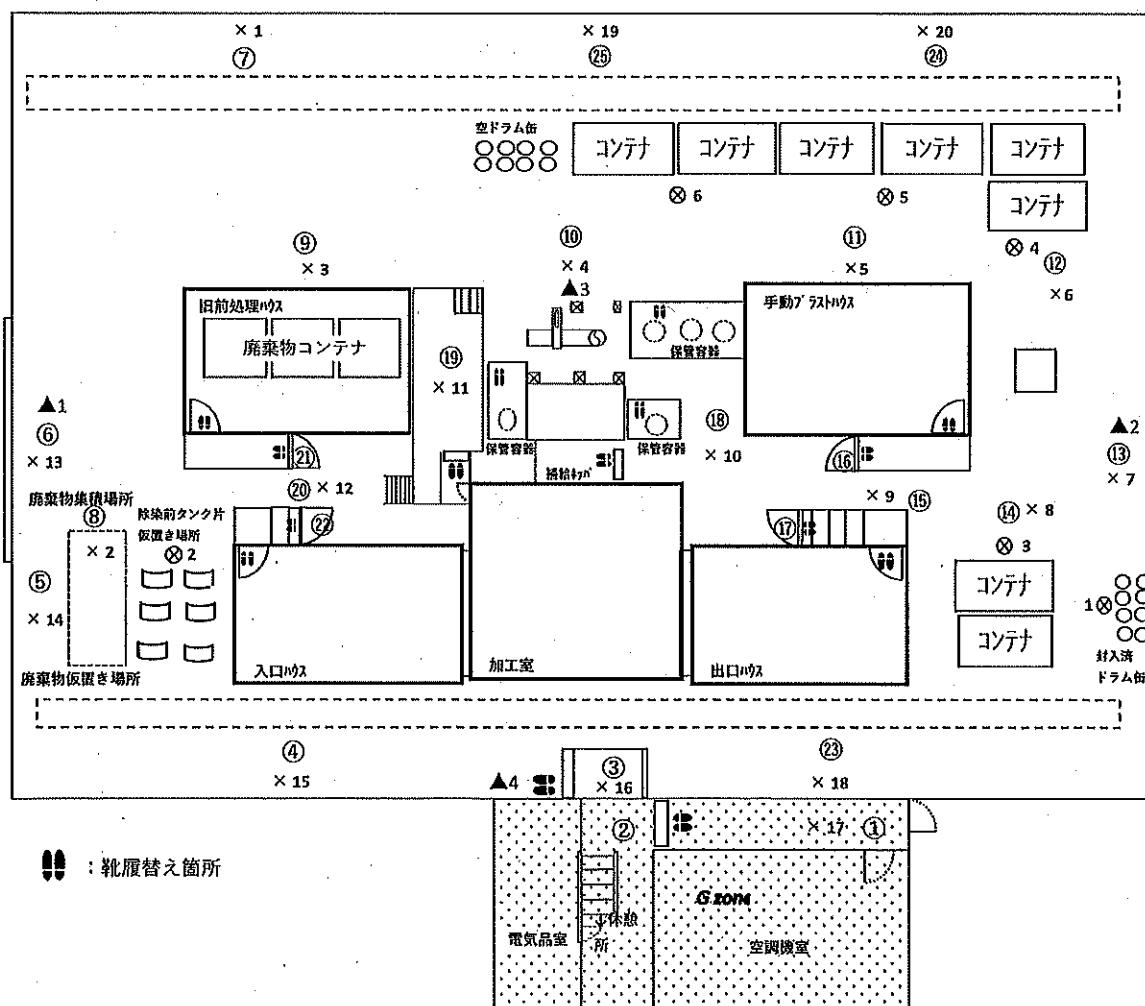 × 1
× 19
× 20
⑦
㉕
㉔
空ドラム缶
コンテナ
コンテナ
コンテナ
コンテナ
コンテナ
コンテナ
⊗ 6
⊗ 5
⊗ 4
⑨
⑩
⑪
⑫
× 3
× 4
× 5
× 6
▲3
旧前処理ハウス
廃棄物コンテナ
手動ブラストハウス
保管容器
⑲
× 11
▲1
⑥
× 13
▲2
⑬
× 7
⑱
× 10
保管容器
保管容器
補給ホッパ
㉑
⑯
⑳
× 12
× 9
⑮
⑭
× 8
廃棄物集積場所
⑧
× 2
除染前タンク片
仮置き場所
⊗ 2
㉒
⑰
⊗ 3
⑤
× 14
コンテナ
コンテナ
1⊗
封入済
ドラム缶
廃棄物仮置き場所
入口ハウス
加工室
出口ハウス
④
× 15
▲4
③
× 16
㉓
× 18
②
× 17
①
:靴履替え箇所
G zone
休憩
所
電気品室
空調機室